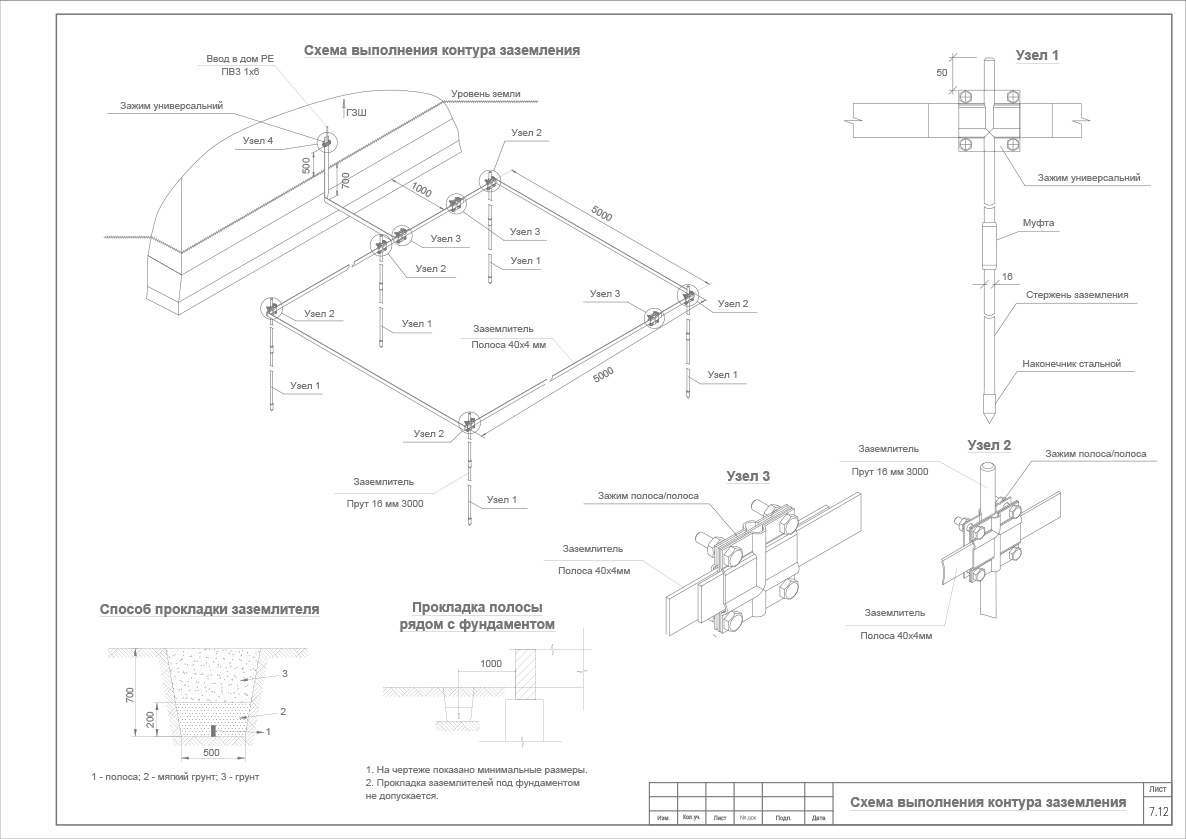 Схема выполнения контура заземления
Ввод в дом PE
ПВЗ 1х6
Зажим универсальний
ГЗШ
Уровень земли
Узел 4
500
700
1000
Узел 2
5000
Узел 3
Узел 3
Узел 1
Узел 2
Узел 2
Узел 1
Узел 3
Узел 2
Заземлитель
Полоса 40х4 мм
5000
Узел 1
Узел 1
Узел 2
Заземлитель
Прут 16 мм 3000
Узел 1
Узел 1
50
Зажим универсальний
Муфта
16
Стержень заземления
Наконечник стальной
Узел 2
Заземлитель
Прут 16 мм 3000
Зажим полоса/полоса
Заземлитель
Полоса 40х4мм
Узел 3
Зажим полоса/полоса
Заземлитель
Полоса 40х4мм
Способ прокладки заземлителя
700
200
500
3
2
1
1 - полоса; 2 - мягкий грунт; 3 - грунт
Прокладка полосы
рядом с фундаментом
1000
1. На чертеже показано минимальные размеры.
2. Прокладка заземлителей под фундаментом
не допускается.
Изм. Кол.уч. Лист № док Подп. Дата
Схема выполнения контура заземления
Лист
7.12